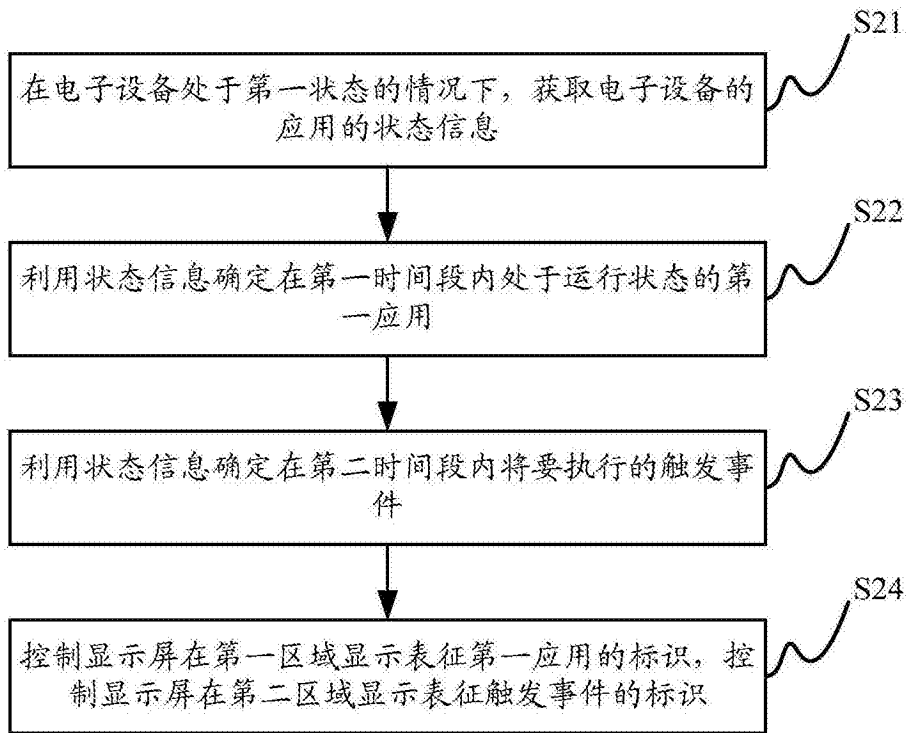 S21
在电子设备处于第一状态的情况下，获取电子设备的
应用的状态信息
S22
利用状态信息确定在第一时间段内处于运行状态的第
一应用
S23
利用状态信息确定在第二时间段内将要执行的触发事
件
S24
控制显示屏在第一区域显示表征第一应用的标识，控
制显示屏在第二区域显示表征触发事件的标识